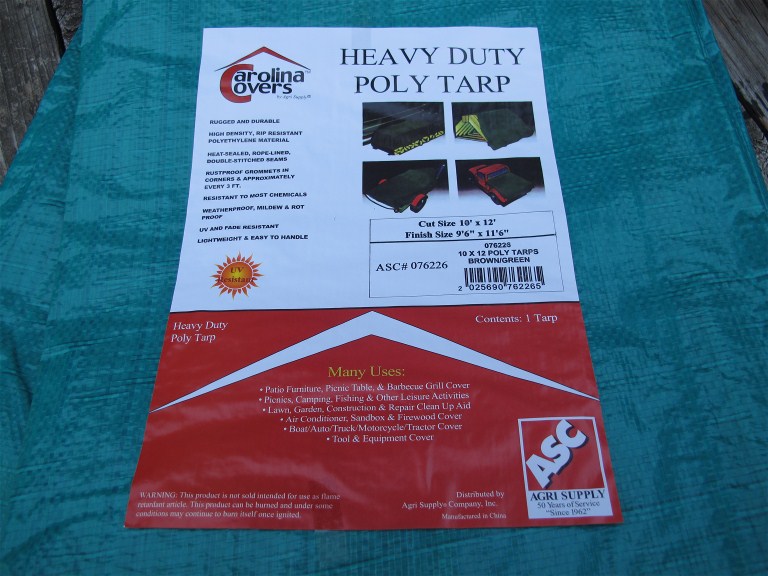 Carolina
Covers
by Agri Supply®
HEAVY DUTY
POLY TARP
RUGGED AND DURABLE
HIGH DENSITY, RIP RESISTANT
POLYETHYLENE MATERIAL
HEAT-SEALED, ROPE-LINED,
DOUBLE-STITCHED SEAMS
RUSTPROOF GROMMETS IN
CORNERS & APPROXIMATELY
EVERY 3 FT.
RESISTANT TO MOST CHEMICALS
WEATHERPROOF, MILDEW & ROT
PROOF
UV AND FADE RESISTANT
LIGHTWEIGHT & EASY TO HANDLE
UV
Resistant
Cut Size 10' x 12'
Finish Size 9'6" x 11'6"
ASC# 076226
076226
10 X 12 POLY TARPS
BROWN/GREEN
2 025690 762265
Heavy Duty
Poly Tarp
Contents: 1 Tarp
Many Uses:
• Patio Furniture, Picnic Table, & Barbecue Grill Cover
• Picnics, Camping, Fishing & Other Leisure Activities
• Lawn, Garden, Construction & Repair Clean Up Aid
• Air Conditioner, Sandbox & Firewood Cover
• Boat/Auto/Truck/Motorcycle/Tractor Cover
• Tool & Equipment Cover
WARNING: This product is not sold intended for use as flame
retardant article. This product can be burned and under some
conditions may continue to burn itself once ignited.
Distributed by
Agri Supplys Company, Inc.
Manufactured in China
ASC
AGRI SUPPLY
50 Years of Service
"Since 1962"